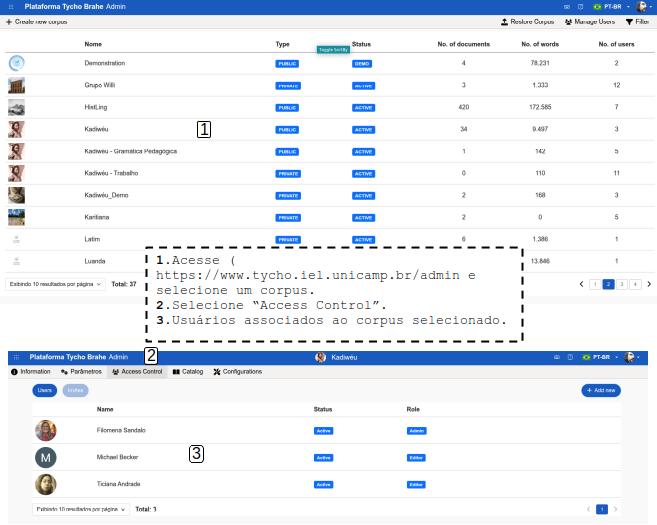 Plataforma Tycho Brahe Admin PT-BR
+ Create new corpus Restore Corpus Manage Users Filter
Nome Type Status No. of documents No. of words No. of users
Toggle SortBy
Demonstration PUBLIC DEMO 4 78.231 2
Grupo Willi PRIVATE ACTIVE 3 1.333 12
HistLing PUBLIC ACTIVE 420 172.585 7
Kadiwéu 1 PUBLIC ACTIVE 34 9.497 3
Kadiwéu - Gramática Pedagógica PUBLIC ACTIVE 1 142 5
Kadiwéu - Trabalho PRIVATE ACTIVE 0 110 11
Kadiwéu_Demo PRIVATE ACTIVE 2 168 3
Karitiana PRIVATE ACTIVE 2 0 5
Latim PRIVATE ACTIVE 6 1.386 1
Luanda 13.846 1
Exibindo 10 resultados por página Total: 37 1 2 3 4
1.Acesse (
https://www.tycho.iel.unicamp.br/admin e
selecione um corpus.
2.Selecione “Access Control”.
3.Usuários associados ao corpus selecionado.
Plataforma Tycho Brahe Admin 2 Kadiwéu PT-BR
Information Parâmetros Access Control Catalog Configurations
Users Invites + Add new
Name Status Role
Filomena Sandalo Active Admin
M Michael Becker 3 Active Editor
Ticiana Andrade Active Editor
Exibindo 10 resultados por página Total: 3 1